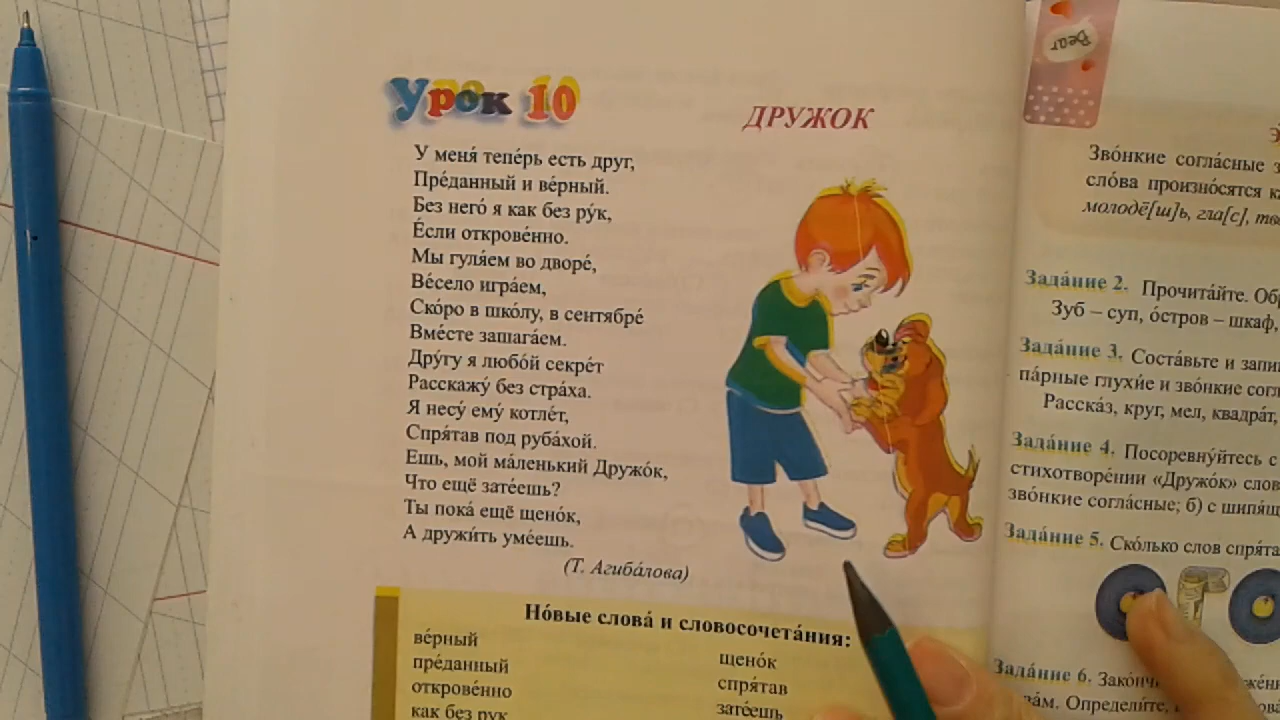 Урок 10
ДРУЖОК
У меня́ тепе́рь есть друг,
Пре́данный и ве́рный.
Без него́ я как без ру́к,
Е́сли открове́нно.
Мы гуля́ем во дворе́,
Ве́село игра́ем,
Ско́ро в шко́лу, в сентябре́
Вме́сте зашага́ем.
Дру́гу я любо́й секре́т
Расскажу́ без стра́ха.
Я несу́ ему́ котле́т,
Спря́тав под руба́хой.
Ешь, мой ма́ленький Дружо́к,
Что ещё зате́ешь?
Ты пока́ ещё щено́к,
А дружи́ть уме́ешь.
(Т. Агиба́лова)
Но́вые слова́ и словосочета́ния:
ве́рный
пре́данный
открове́нно
как без рук
щено́к
спря́тав
зате́ешь
Bear
Зво́нкие согла́сные
сло́ва произно́сятся
молодё[ш]ь, гла[с],
Зада́ние 2. Прочита́йте.
Зуб – суп, о́стров – шкаф,
Зада́ние 3. Соста́вьте и
па́рные глухи́е и зво́нкие
Расска́з, круг, мел, квадра́т,
Зада́ние 4. Посоревну́йтесь с
стихотворе́нии «Дружо́к»
зво́нкие согла́сные; б) с
Зада́ние 5. Ско́лько слов
Зада́ние 6.
Определи́те,